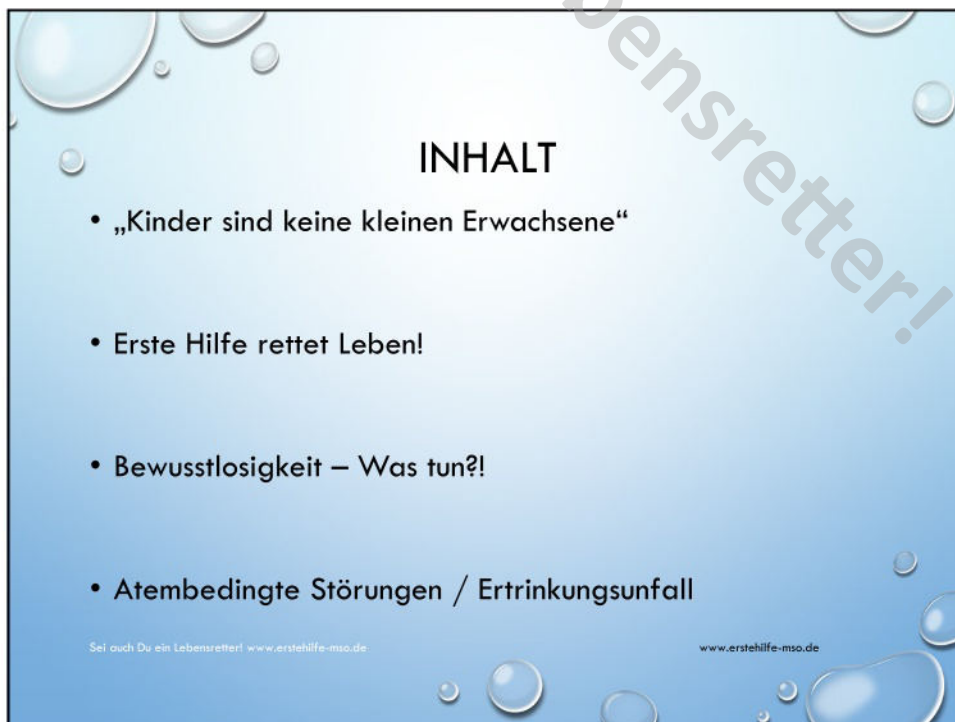 bensretter!
INHALT
• „Kinder sind keine kleinen Erwachsene“
• Erste Hilfe rettet Leben!
• Bewusstlosigkeit – Was tun?!
• Atembedingte Störungen / Ertrinkungsunfall
Sei auch Du ein Lebensretter! www.erstehilfe-mso.de
www.erstehilfe-mso.de